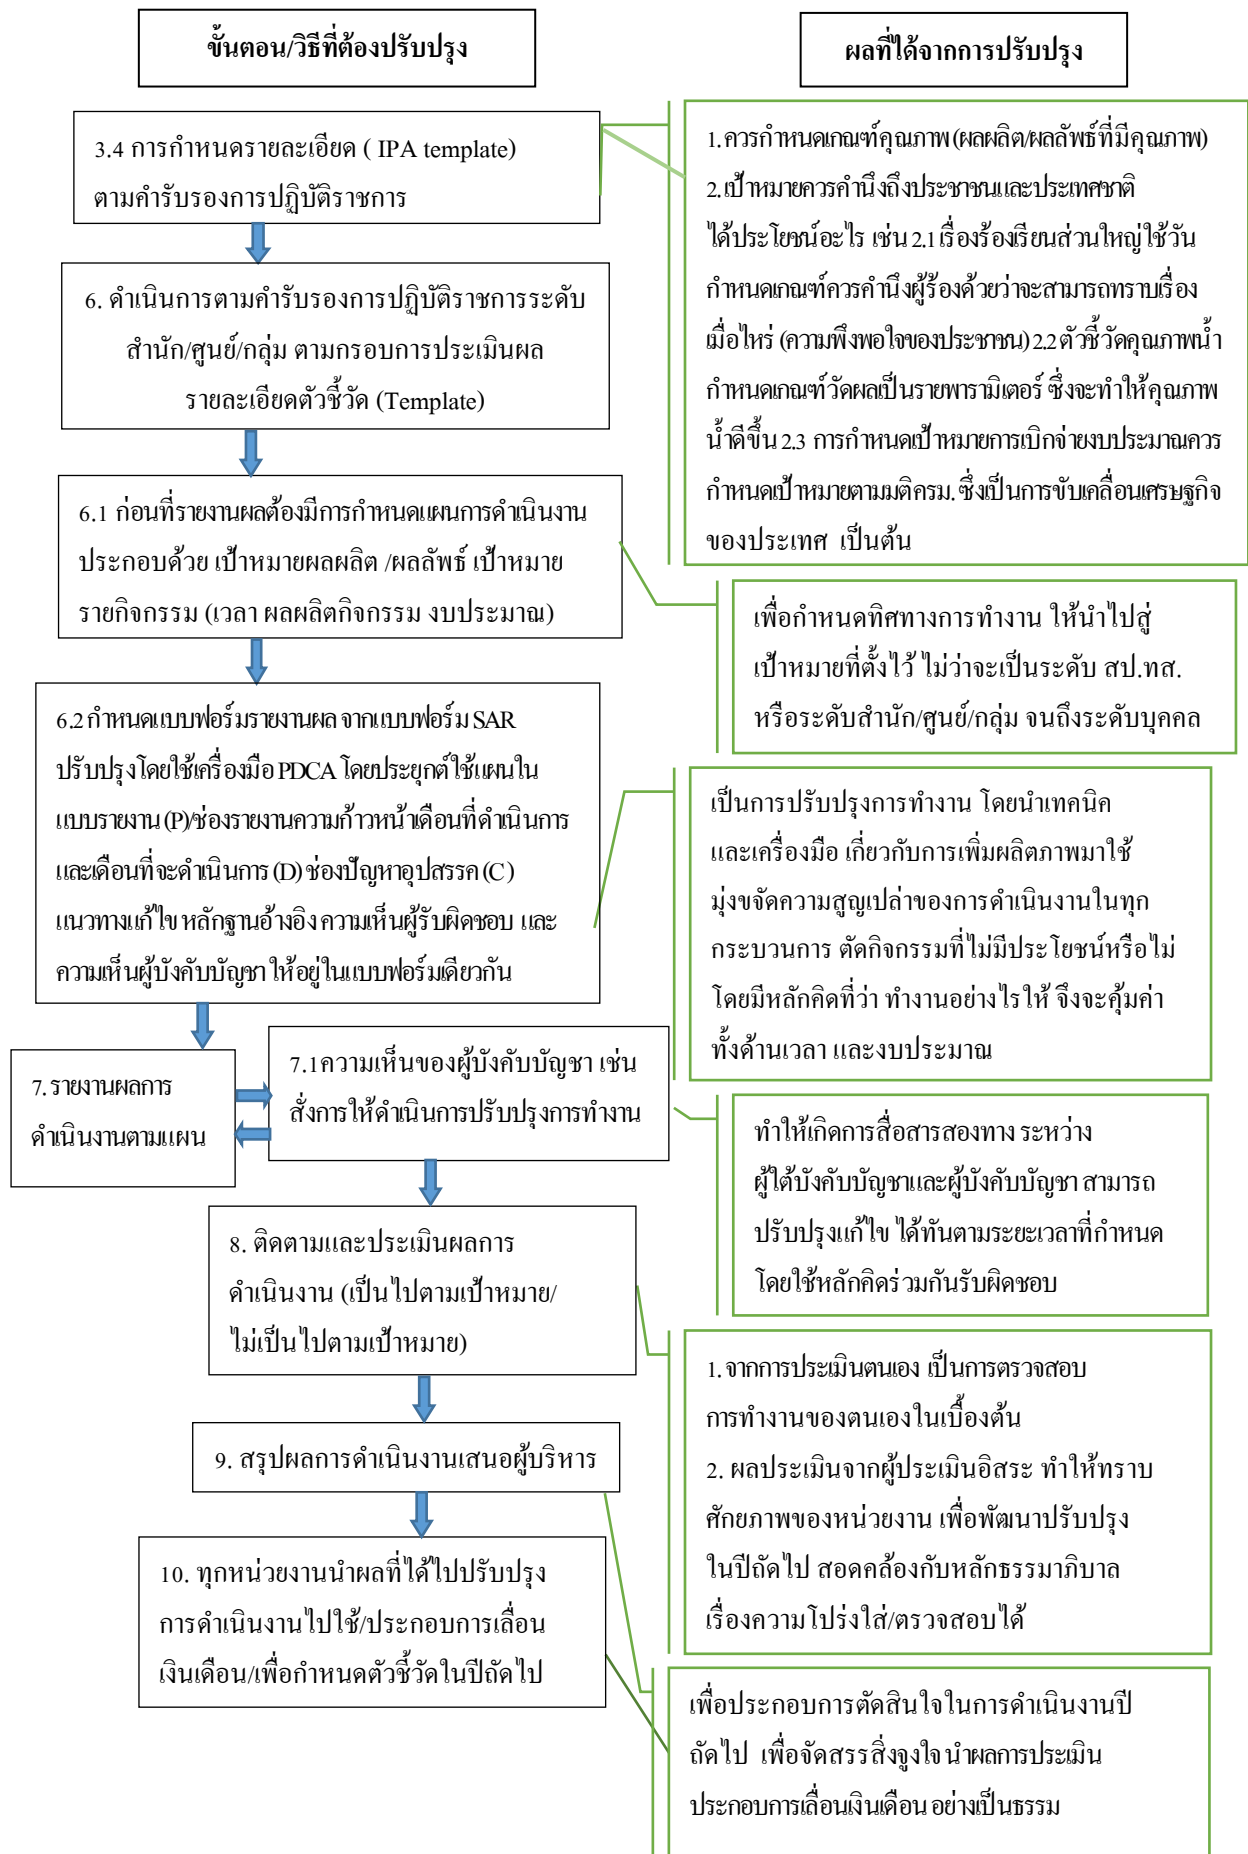 ขั้นตอน/วิธีที่ต้องปรับปรุง
ผลที่ได้จากการปรับปรุง
3.4 การกำหนดรายละเอียด ( IPA template)
ตามคำรับรองการปฏิบัติราชการ
1. ควรกำหนดเกณฑ์คุณภาพ (ผลผลิต/ผลลัพธ์ที่มีคุณภาพ)
2. เป้าหมายควรคำนึงถึงประชาชนและประเทศชาติ
ได้ประโยชน์อะไร เช่น 2.1 เรื่องร้องเรียนส่วนใหญ่ใช้วัน
กำหนดเกณฑ์ควรคำนึงผู้ร้องด้วยว่าจะสามารถทราบเรื่อง
เมื่อไหร่ (ความพึงพอใจของประชาชน) 2.2 ตัวชี้วัดคุณภาพน้ำ
กำหนดเกณฑ์วัดผลเป็นรายพารามิเตอร์ ซึ่งจะทำให้คุณภาพ
น้ำดีขึ้น 2.3 การกำหนดเป้าหมายการเบิกจ่ายงบประมาณควร
กำหนดเป้าหมายตามมติครม. ซึ่งเป็นการขับเคลื่อนเศรษฐกิจ
ของประเทศ เป็นต้น
6. ดำเนินการตามคำรับรองการปฏิบัติราชการระดับ
สำนัก/ศูนย์/กลุ่ม ตามกรอบการประเมินผล
รายละเอียดตัวชี้วัด (Template)
6.1 ก่อนที่รายงานผลต้องมีการกำหนดแผนการดำเนินงาน
ประกอบด้วย เป้าหมายผลผลิต /ผลลัพธ์ เป้าหมาย
รายกิจกรรม (เวลา ผลผลิตกิจกรรม งบประมาณ)
เพื่อกำหนดทิศทางการทำงาน ให้นำไปสู่
เป้าหมายที่ตั้งไว้ ไม่ว่าจะเป็นระดับ สป.ทส.
หรือระดับสำนัก/ศูนย์/กลุ่ม จนถึงระดับบุคคล
6.2 กำหนดแบบฟอร์มรายงานผล จากแบบฟอร์ม SAR
ปรับปรุงโดยใช้เครื่องมือ PDCA โดยประยุกต์ใช้แผนใน
แบบรายงาน (P)/ช่องรายงานความก้าวหน้าเดือนที่ดำเนินการ
และเดือนที่จะดำเนินการ (D) ช่องปัญหาอุปสรรค (C)
แนวทางแก้ไข หลักฐานอ้างอิง ความเห็นผู้รับผิดชอบ และ
ความเห็นผู้บังคับบัญชา ให้อยู่ในแบบฟอร์มเดียวกัน
เป็นการปรับปรุงการทำงาน โดยนำเทคนิค
และเครื่องมือ เกี่ยวกับการเพิ่มผลิตภาพมาใช้
มุ่งขจัดความสูญเปล่าของการดำเนินงานในทุก
กระบวนการ ตัดกิจกรรมที่ไม่มีประโยชน์หรือไม่
โดยมีหลักคิดที่ว่า ทำงานอย่างไรให้ จึงจะคุ้มค่า
ทั้งด้านเวลา และงบประมาณ
7. รายงานผลการ
ดำเนินงานตามแผน
7.1 ความเห็นของผู้บังคับบัญชา เช่น
สั่งการให้ดำเนินการปรับปรุงการทำงาน
ทำให้เกิดการสื่อสารสองทาง ระหว่าง
ผู้ใต้บังคับบัญชาและผู้บังคับบัญชา สามารถ
ปรับปรุงแก้ไข ได้ทันตามระยะเวลาที่กำหนด
โดยใช้หลักคิดร่วมกันรับผิดชอบ
8. ติดตามและประเมินผลการ
ดำเนินงาน (เป็นไปตามเป้าหมาย/
ไม่เป็นไปตามเป้าหมาย)
1. จากการประเมินตนเอง เป็นการตรวจสอบ
การทำงานของตนเองในเบื้องต้น
2. ผลประเมินจากผู้ประเมินอิสระ ทำให้ทราบ
ศักยภาพของหน่วยงาน เพื่อพัฒนาปรับปรุง
ในปีถัดไป สอดคล้องกับหลักธรรมาภิบาล
เรื่องความโปร่งใส่/ตรวจสอบได้
9. สรุปผลการดำเนินงานเสนอผู้บริหาร
10. ทุกหน่วยงานนำผลที่ได้ไปปรับปรุง
การดำเนินงานไปใช้/ประกอบการเลื่อน
เงินเดือน/เพื่อกำหนดตัวชี้วัดในปีถัดไป
เพื่อประกอบการตัดสินใจในการดำเนินงานปี
ถัดไป เพื่อจัดสรรสิ่งจูงใจ นำผลการประเมิน
ประกอบการเลื่อนเงินเดือน อย่างเป็นธรรม